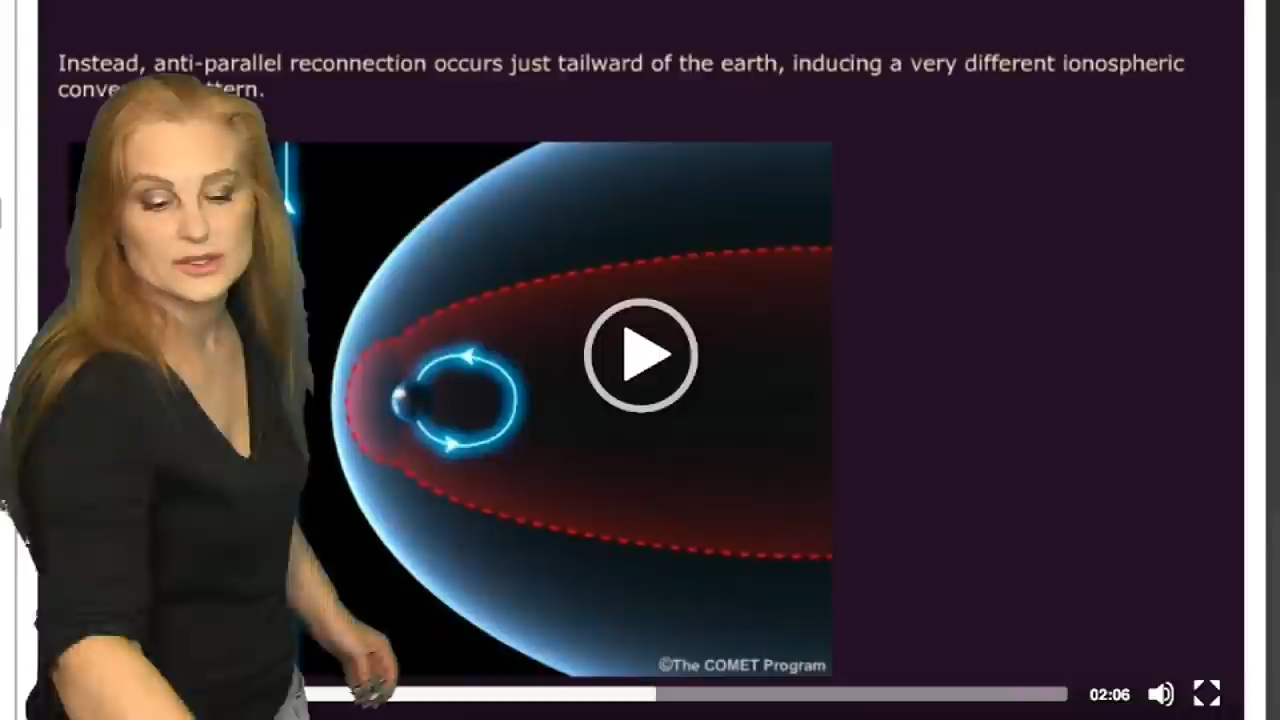 Instead, anti-parallel reconnection occurs just tailward of the earth, inducing a very different ionospheric
©The COMET Program
02:06